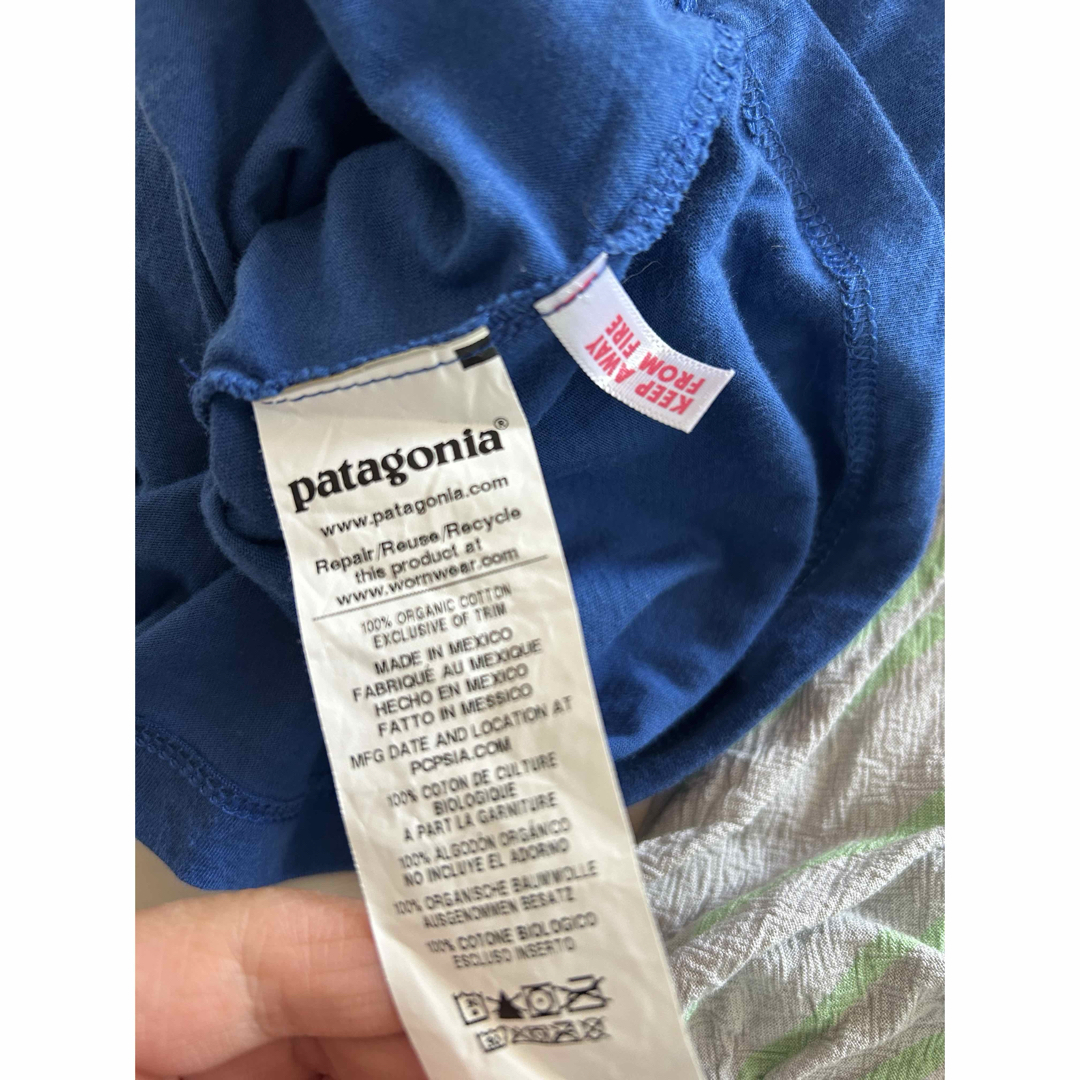 patagonia®
www.patagonia.com
Repair/Reuse/Recycle
this product at
www.wornwear.com
100% ORGANIC COTTON
EXCLUSIVE OF TRIM
MADE IN MEXICO
FABRIQUÉ AU MEXIQUE
HECHO EN MEXICO
FATTO IN MESSICO
MFG DATE AND LOCATION AT
PCPSIA.COM
100% COTON DE CULTURE
BIOLOGIQUE
A PART LA GARNITURE
100% ALGODÓN ORGÁNICO
NO INCLUYE EL ADORNO
100% ORGANISCHE BAUMWOLLE
AUSGENOMMEN BESATZ
100% COTONE BIOLOGICO
ESCLUSO INSERTO
KEEP AWAY
FROM FIRE